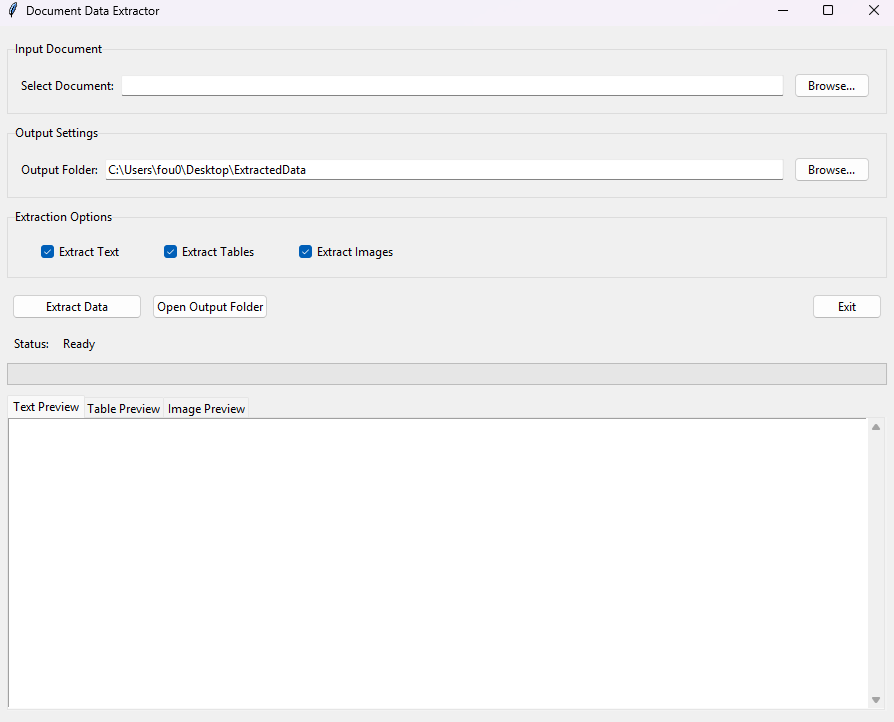 Document Data Extractor
Input Document
Select Document: Browse...
Output Settings
Output Folder: C:\Users\fou0\Desktop\ExtractedData Browse...
Extraction Options
Extract Text Extract Tables Extract Images
Extract Data Open Output Folder Exit
Status: Ready
Text Preview Table Preview Image Preview